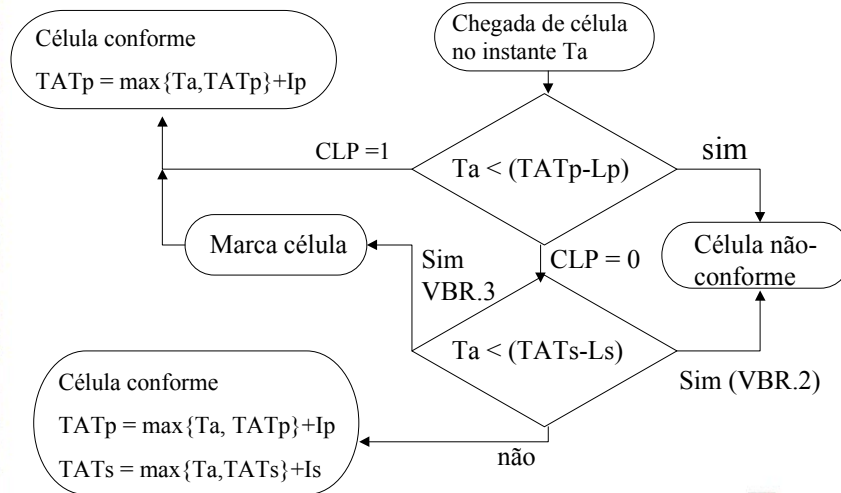 Célula conforme
TATp = max{Ta,TATp}+Ip
Chegada de célula
no instante Ta
CLP =1
Ta < (TATp-Lp)
sim
Marca célula
Sim
VBR.3
CLP = 0
Célula não-
conforme
Ta < (TATs-Ls)
Sim (VBR.2)
Célula conforme
TATp = max{Ta, TATp}+Ip
TATs = max{Ta,TATs}+Is
não